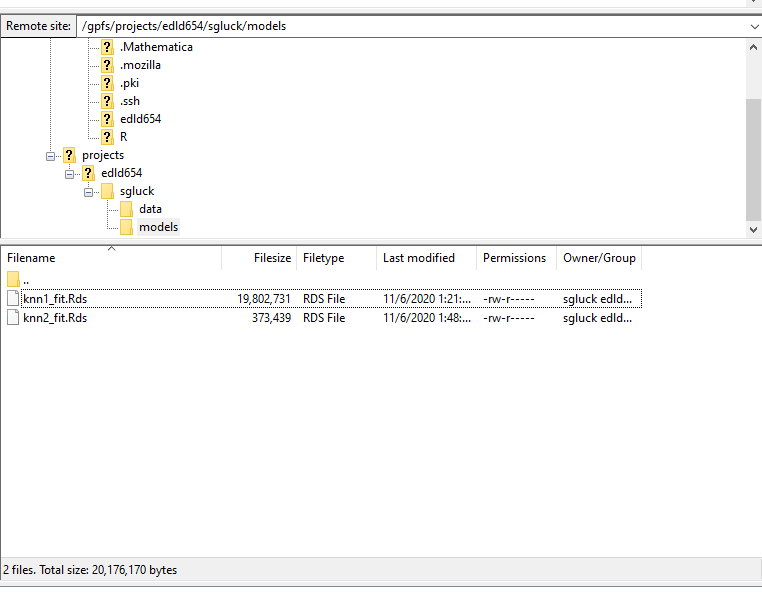 Remote site: /gpfs/projects/edld654/sgluck/models
? .Mathematica
? .mozilla
? .pki
? .ssh
? edld654
? R
? projects
? edld654
sgluck
data
models
Filename Filesize Filetype Last modified Permissions Owner/Group
..
knn1_fit.Rds 19,802,731 RDS File 11/6/2020 1:21:... -rw-r----- sgluck edld...
knn2_fit.Rds 373,439 RDS File 11/6/2020 1:48:... -rw-r----- sgluck edld...
2 files. Total size: 20,176,170 bytes